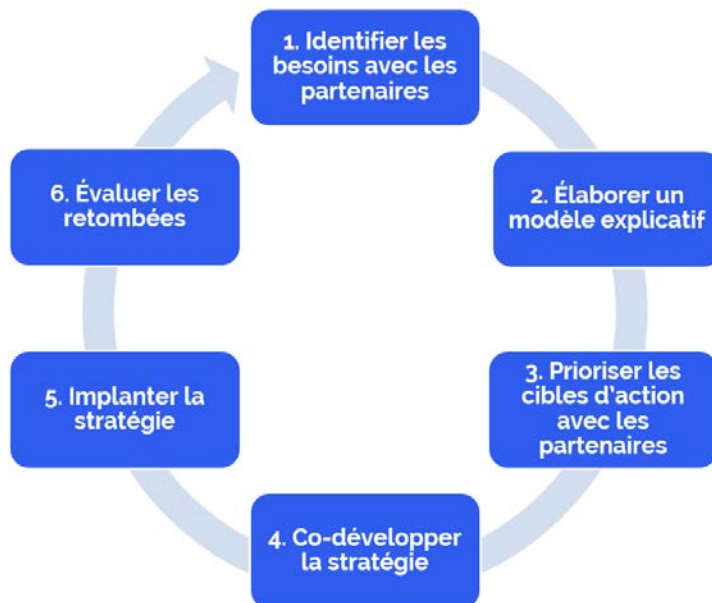 1. Identifier les
besoins avec les
partenaires
2. Élaborer un
modèle explicatif
3. Prioriser les
cibles d'action
avec les
partenaires
4. Co-développer
la stratégie
5. Implanter la
stratégie
6. Évaluer les
retombées